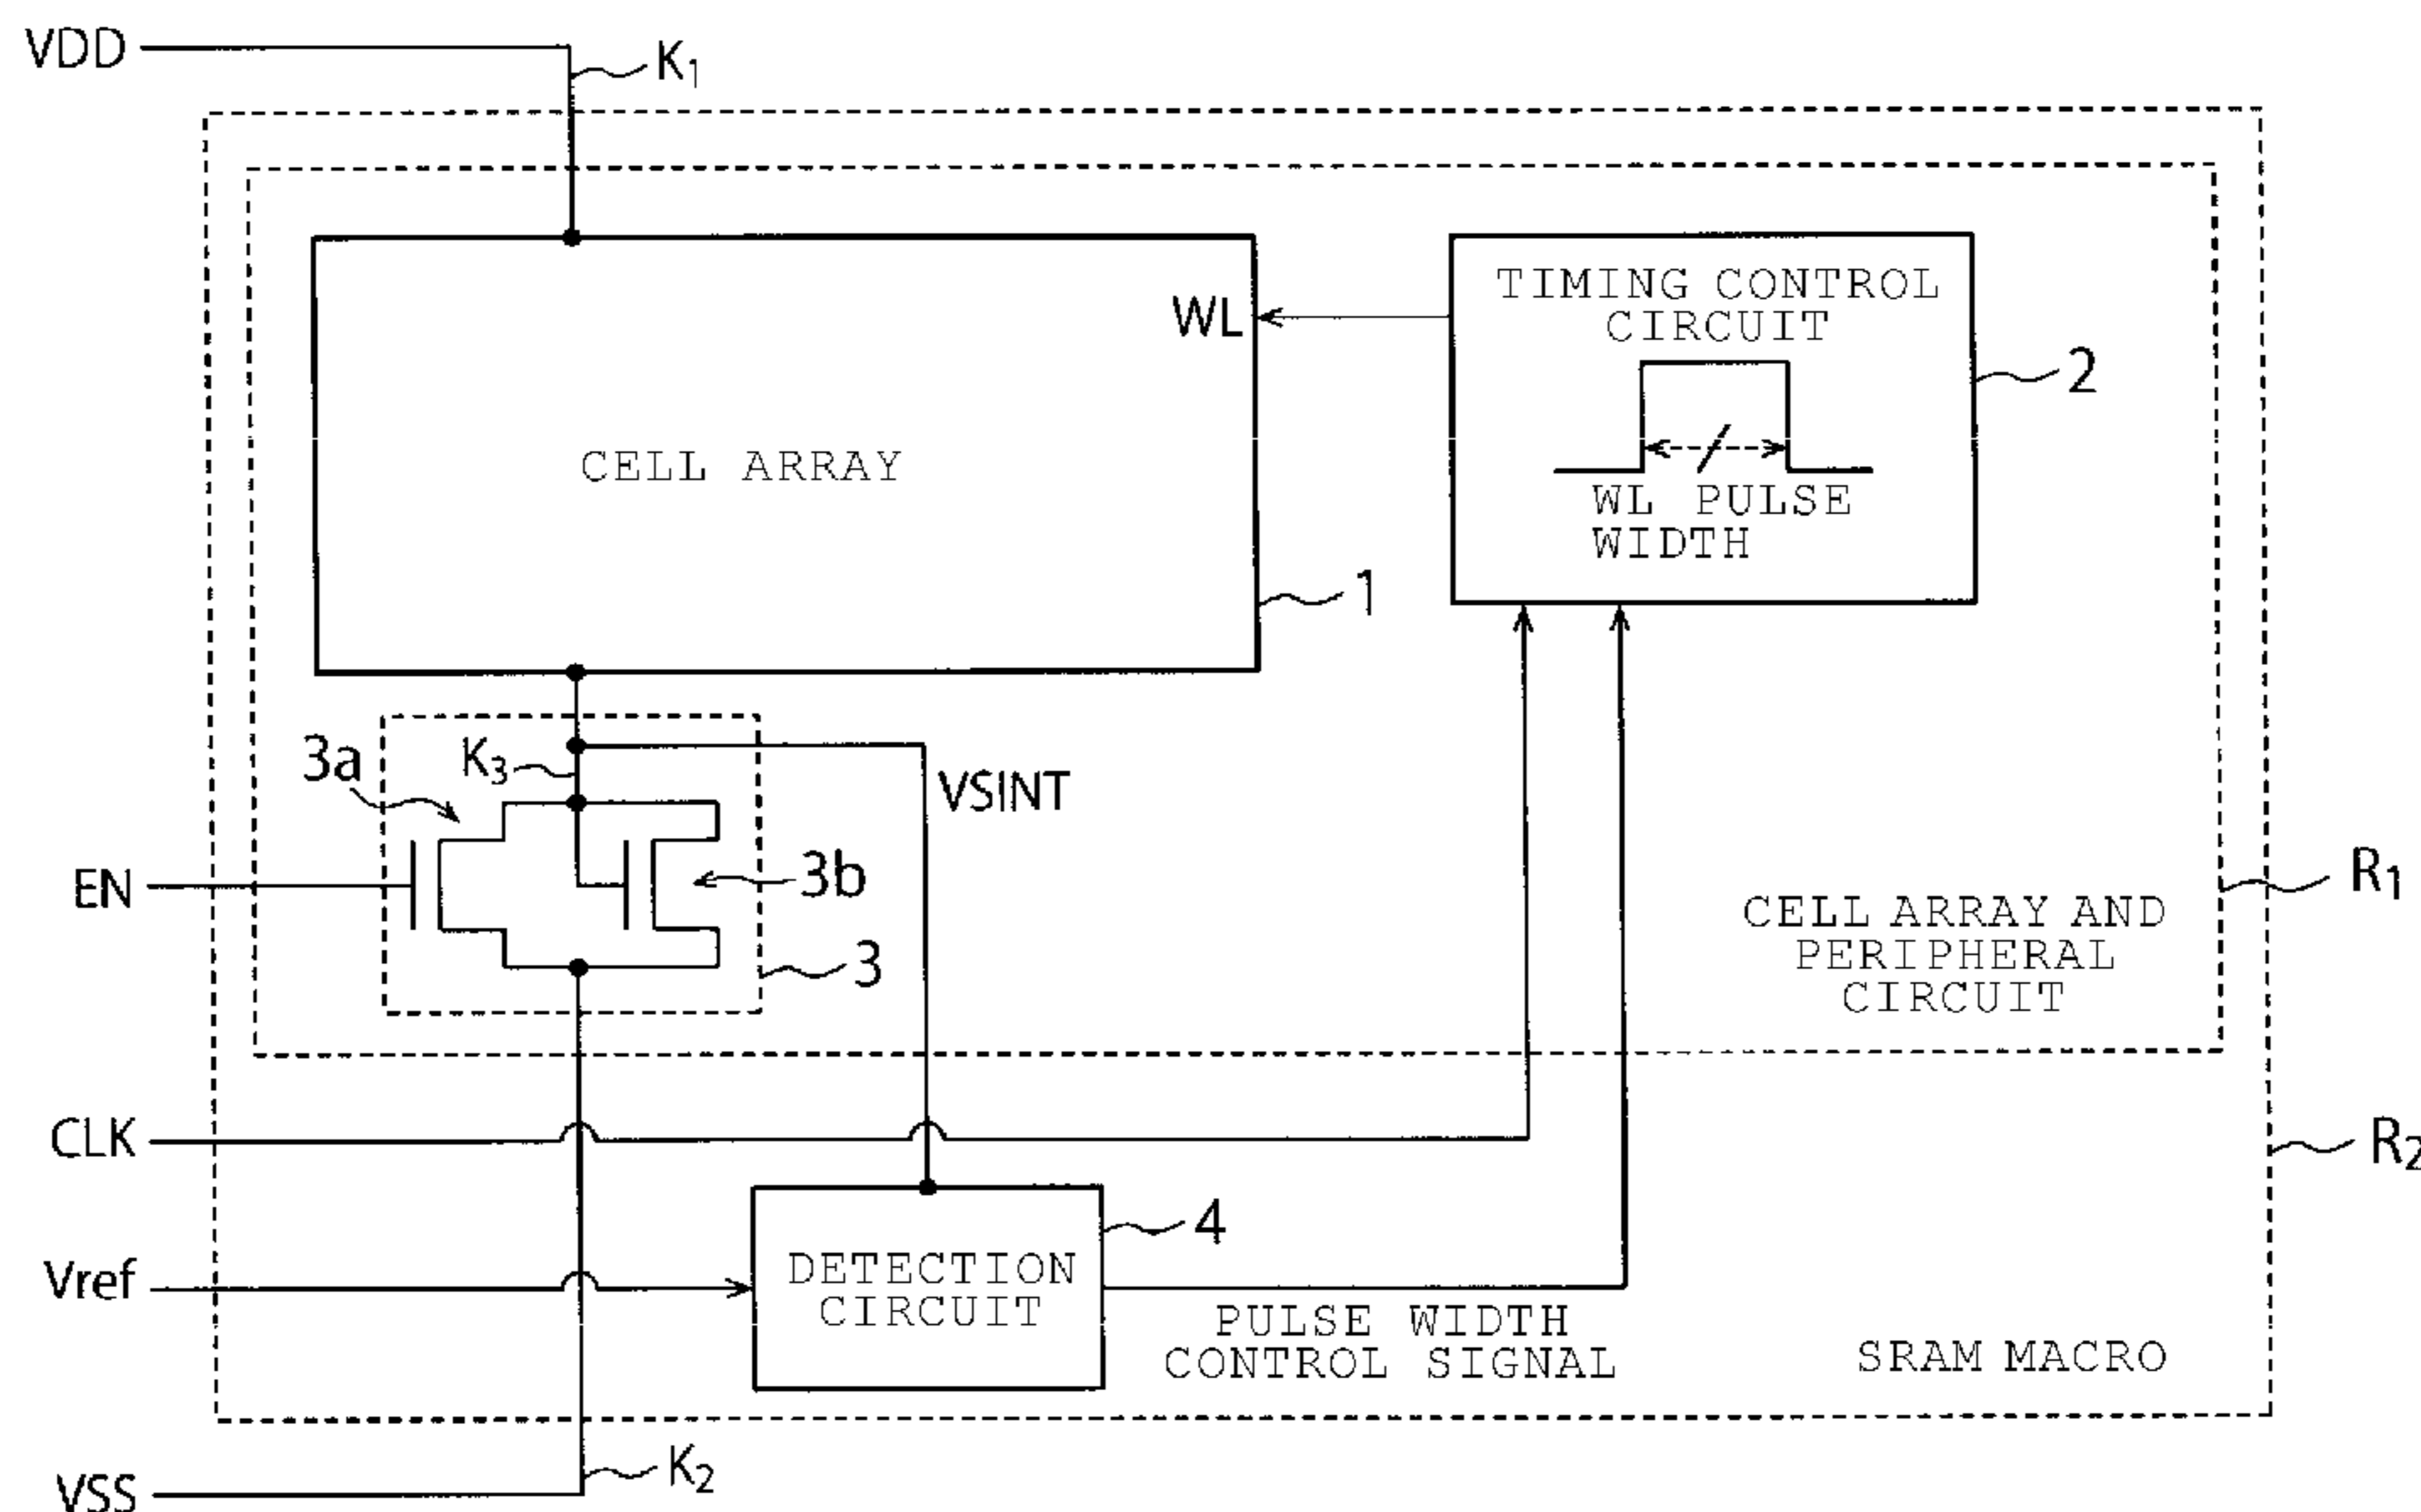 VDD
K1
TIMING CONTROL
CIRCUIT
WL
2
CELL ARRAY
WL PULSE
WIDTH
1
3a
K3
VSINT
EN
3b
R1
CELL ARRAY AND
PERIPHERAL
CIRCUIT
3
CLK
R2
4
Vref
DETECTION
CIRCUIT
PULSE WIDTH
CONTROL SIGNAL
SRAM MACRO
K2
VSS